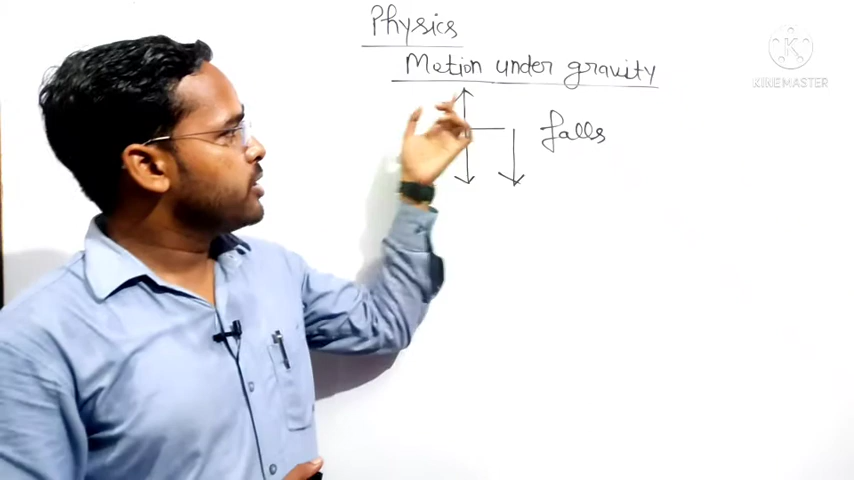 Physics
Motion under gravity
falls
K
KINEMASTER